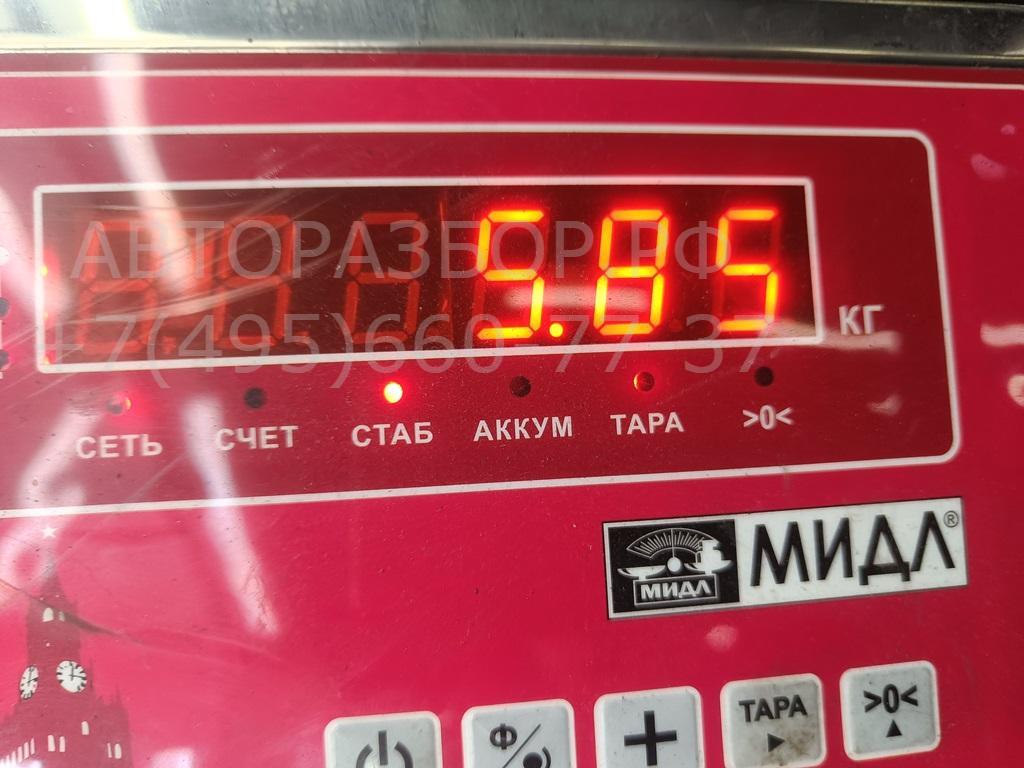 АВТОРАЗБОР.РФ
+7(495)660-77-37
5.85
КГ
СЕТЬ СЧЕТ СТАБ АККУМ ТАРА >0<
МИДЛ МИДЛ®
Ф ТАРА >0<